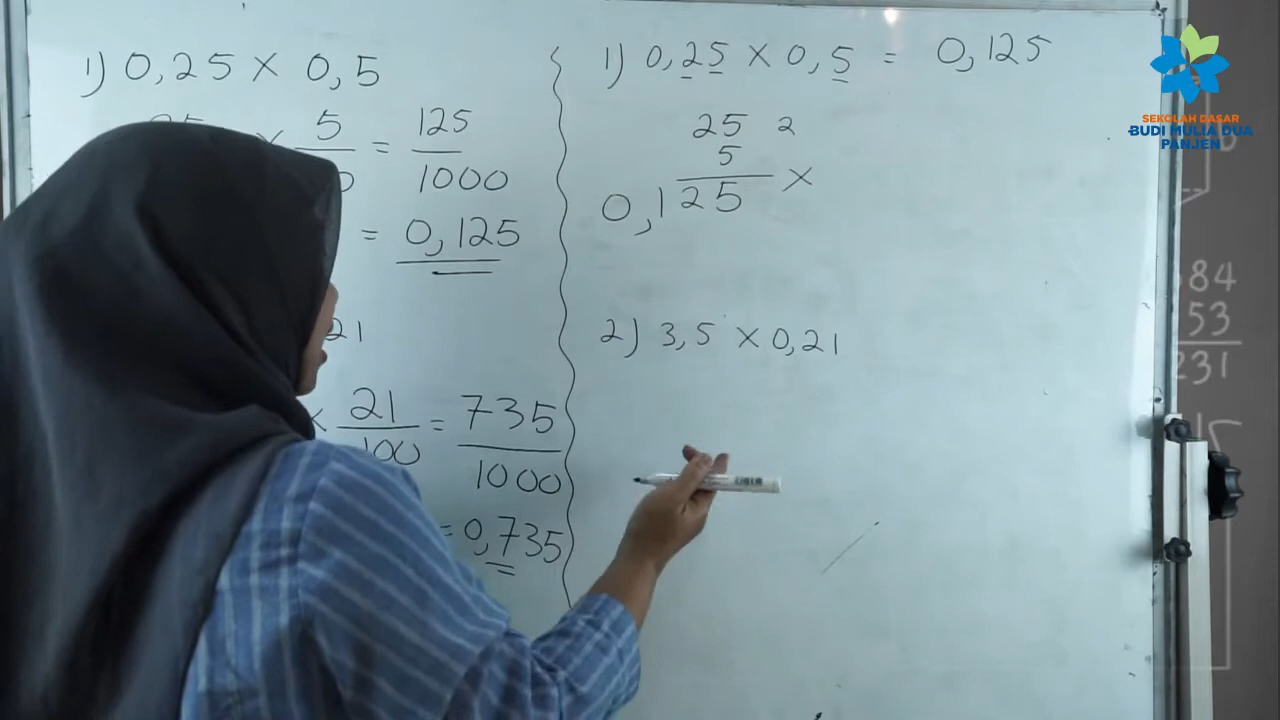 1) 0,25 X 0,5
5 = 125
1000
= 0,125
21
X 21 = 735
100 1000
= 0,735
1) 0,25 X 0,5 = 0,125
25 2
5
X
0,125
2) 3,5 X 0,21
SEKOLAH DASAR
BUDI MULIA DUA
PANJEN
84
53
231